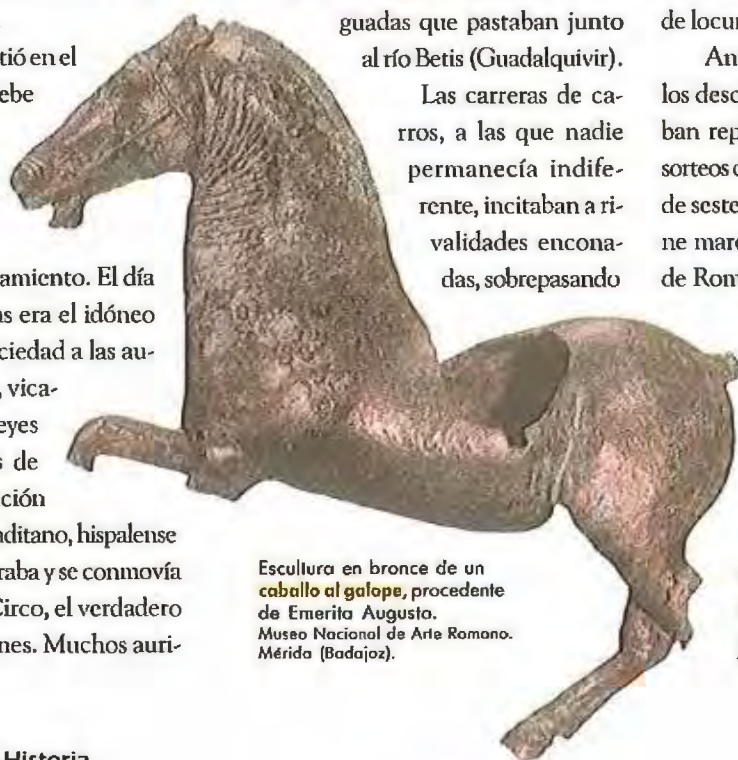 tió en el
ebe
amiento. El día
as era el idóneo
ciedad a las au-
, vica-
eyes
s de
ción
aditano, hispalense
raba y se conmovía
Circo, el verdadero
nes. Muchos auri-
guadas que pastaban junto
al río Betis (Guadalquivir).
Las carreras de ca-
rros, a las que nadie
permanecía indife-
rente, incitaban a ri-
validades encona-
das, sobrepasando
de locur
An
los desc
ban rep
sorteos c
de seste
ne marc
de Rom
Escultura en bronce de un
caballo al galope, procedente
de Emerita Augusta.
Museo Nacional de Arte Romano.
Mérida (Badajoz).
Historia